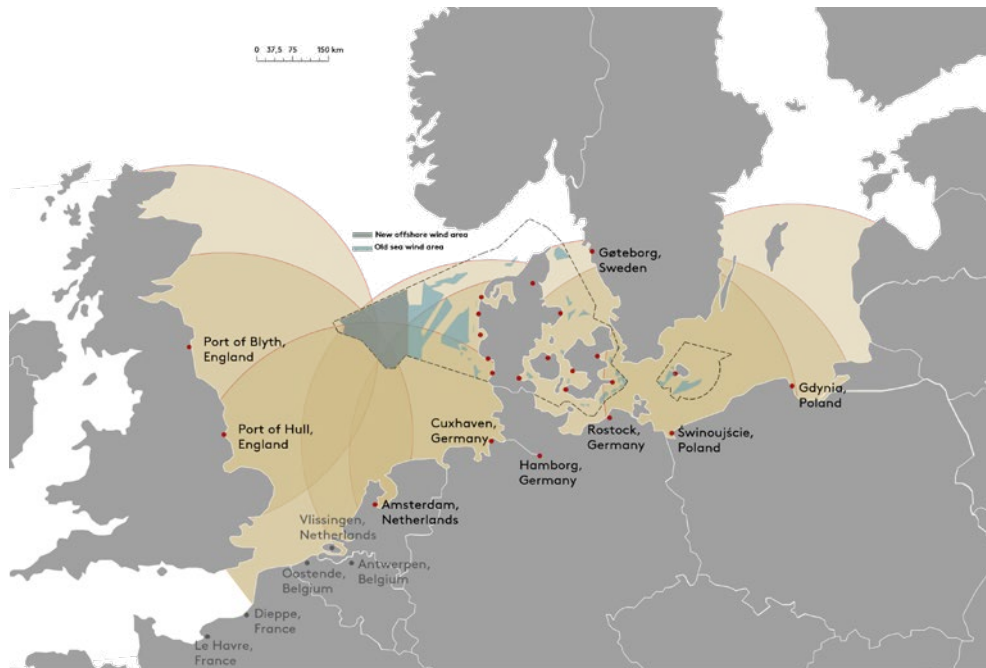 0 37,5 75 150 km
New offshore wind area
Old sea wind area
Gøteborg,
Sweden
Port of Blyth,
England
Gdynia,
Poland
Port of Hull,
England
Cuxhaven,
Germany
Rostock,
Germany
Świnoujście,
Poland
Hamborg,
Germany
Amsterdam,
Netherlands
Vlissingen,
Netherlands
Oostende,
Belgium
Antwerpen,
Belgium
Dieppe,
France
Le Havre,
France